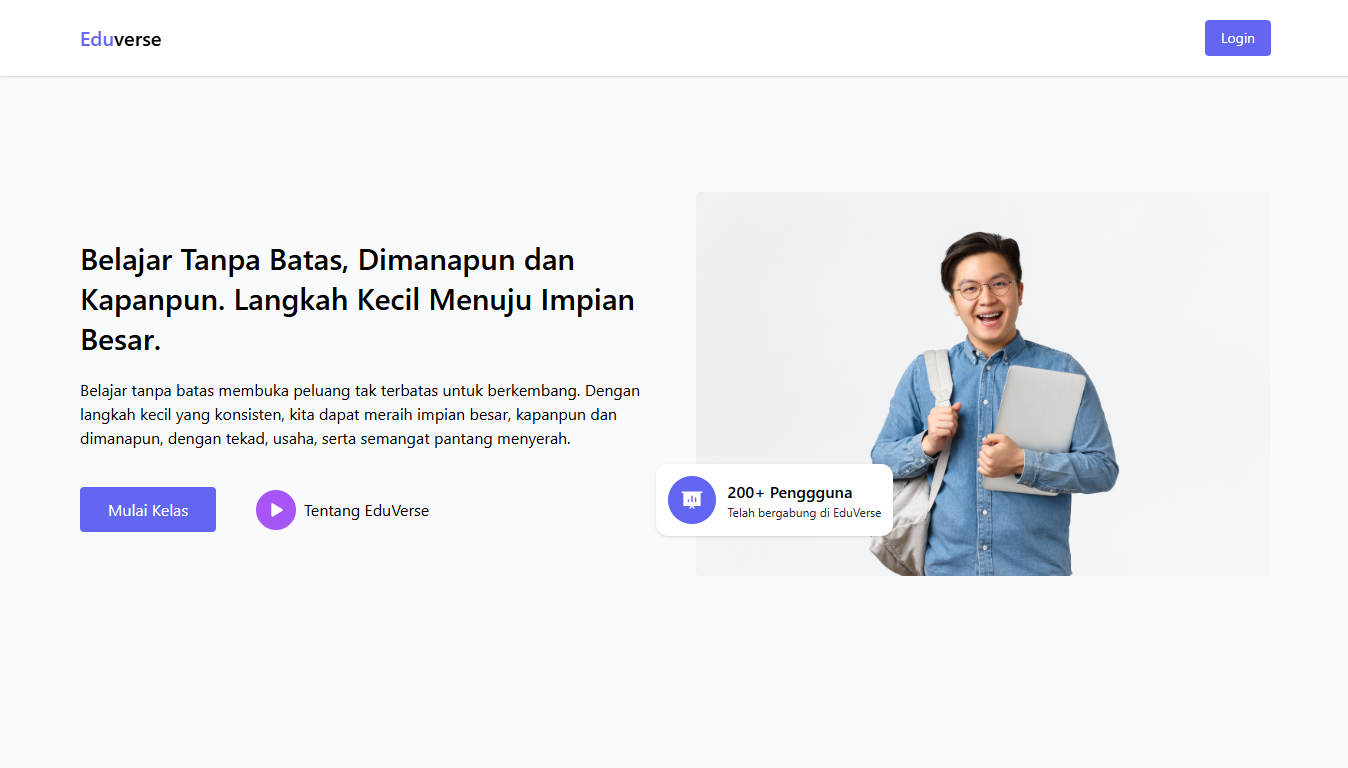 Eduverse
Login
Belajar Tanpa Batas, Dimanapun dan
Kapanpun. Langkah Kecil Menuju Impian
Besar.
Belajar tanpa batas membuka peluang tak terbatas untuk berkembang. Dengan
langkah kecil yang konsisten, kita dapat meraih impian besar, kapanpun dan
dimanapun, dengan tekad, usaha, serta semangat pantang menyerah.
Mulai Kelas
Tentang EduVerse
200+ Penggguna
Telah bergabung di EduVerse